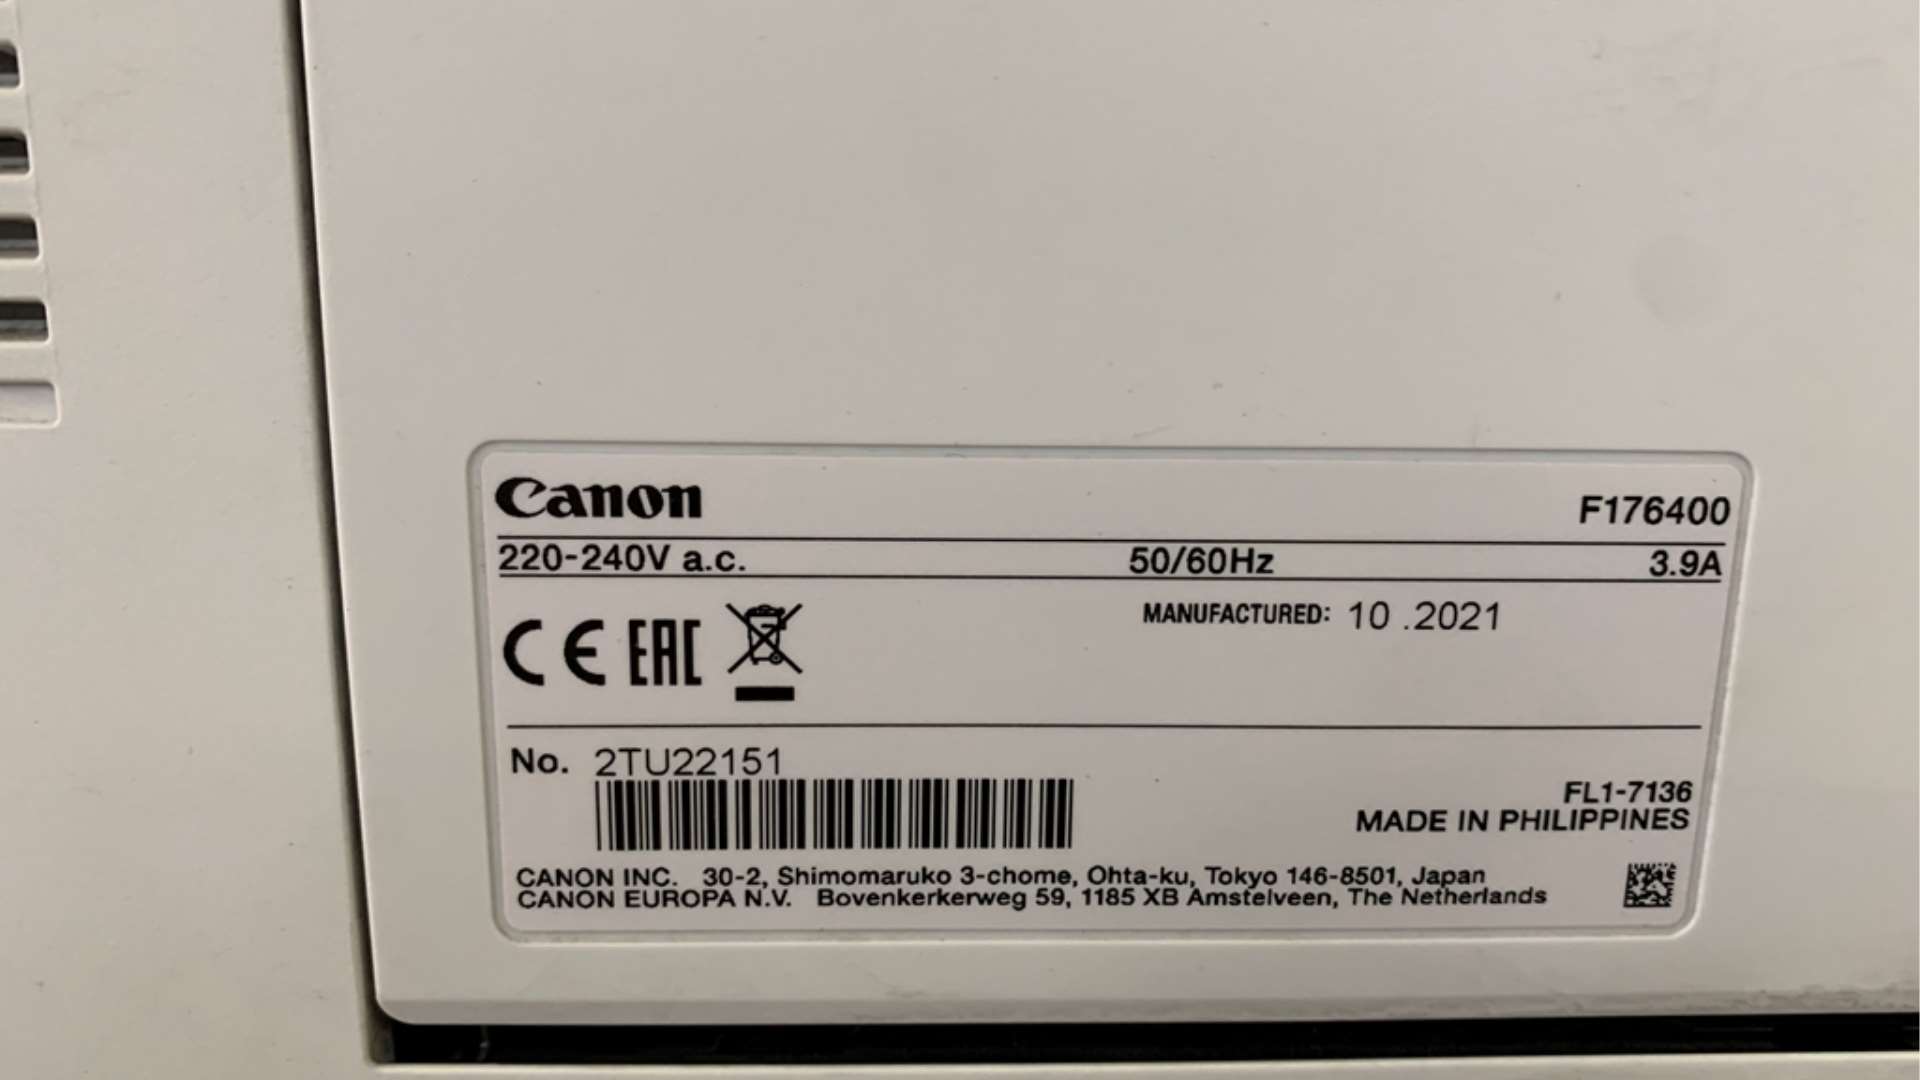 Canon F176400
220-240V a.c. 50/60Hz 3.9A
CE EAC MANUFACTURED: 10 .2021
No. 2TU22151
FL1-7136
MADE IN PHILIPPINES
CANON INC. 30-2, Shimomaruko 3-chome, Ohta-ku, Tokyo 146-8501, Japan
CANON EUROPA N.V. Bovenkerkerweg 59, 1185 XB Amstelveen, The Netherlands